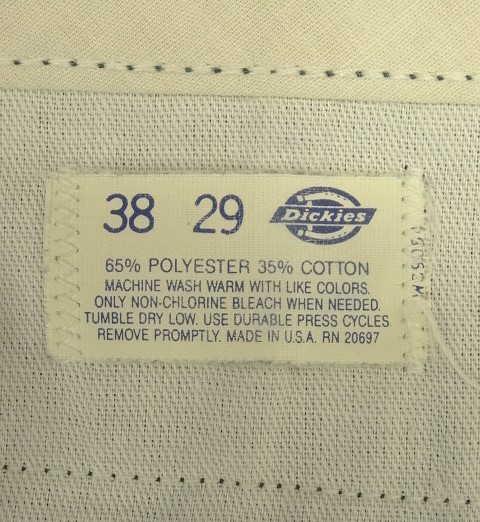 38 29 Dickies
65% POLYESTER 35% COTTON
MACHINE WASH WARM WITH LIKE COLORS.
ONLY NON-CHLORINE BLEACH WHEN NEEDED.
TUMBLE DRY LOW. USE DURABLE PRESS CYCLES.
REMOVE PROMPTLY. MADE IN U.S.A. RN 20697